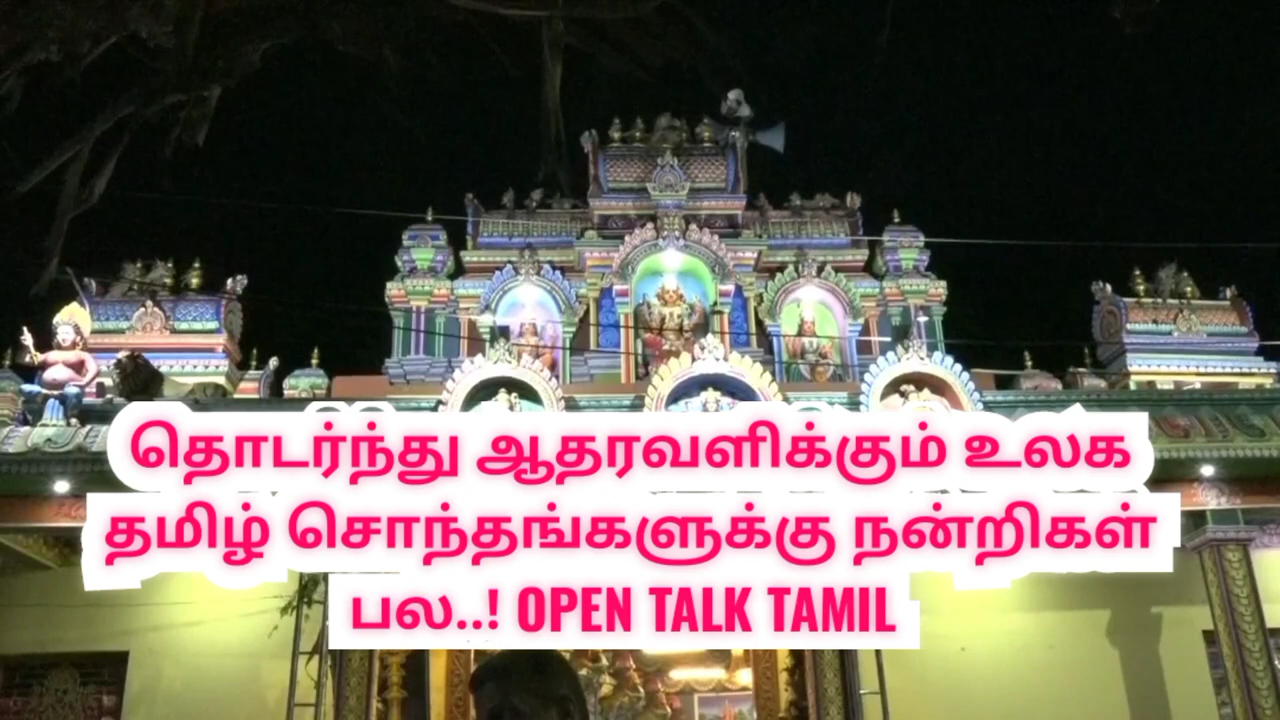 தொடர்ந்து ஆதரவளிக்கும் உலக
தமிழ் சொந்தங்களுக்கு நன்றிகள்
பல..! OPEN TALK TAMIL